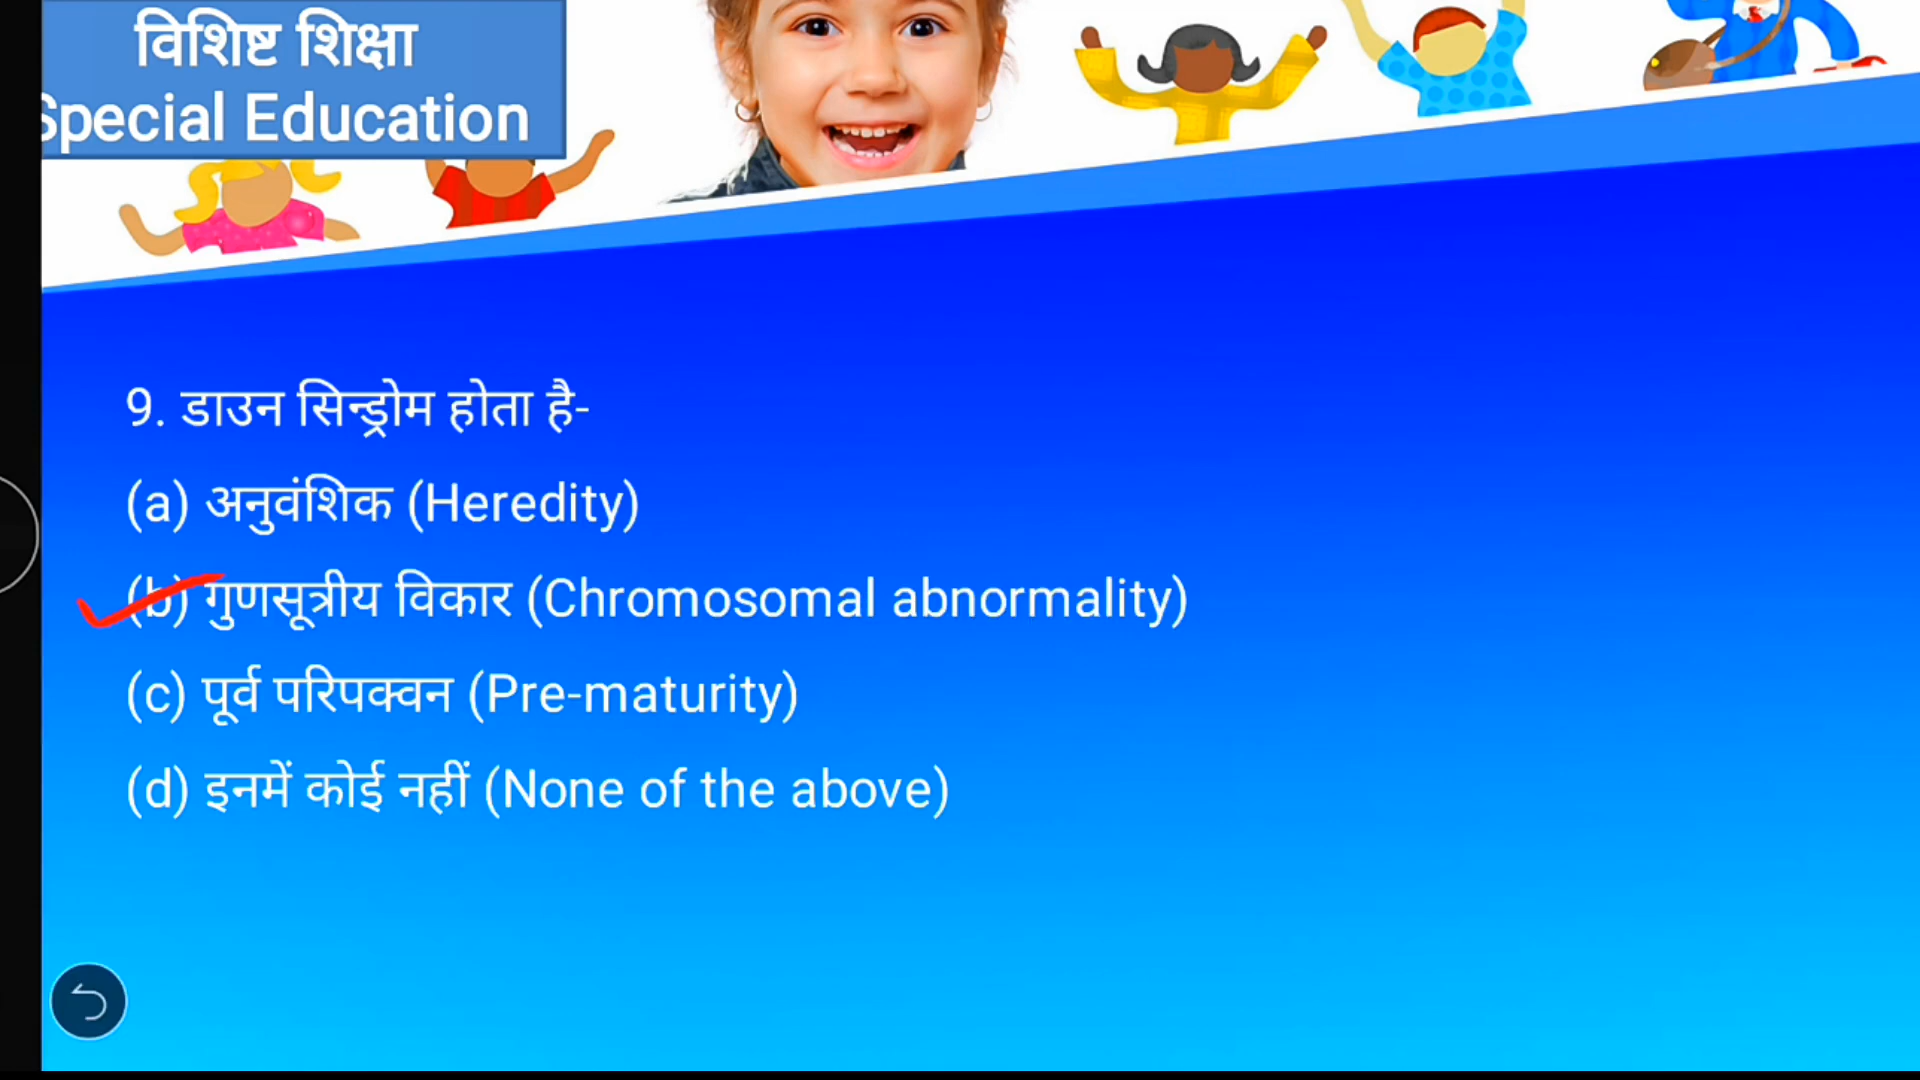 विशिष्ट शिक्षा
Special Education
9. डाउन सिन्ड्रोम होता है-
(a) अनुवंशिक (Heredity)
(b) गुणसूत्रीय विकार (Chromosomal abnormality)
(c) पूर्व परिपक्वन (Pre-maturity)
(d) इनमें कोई नहीं (None of the above)